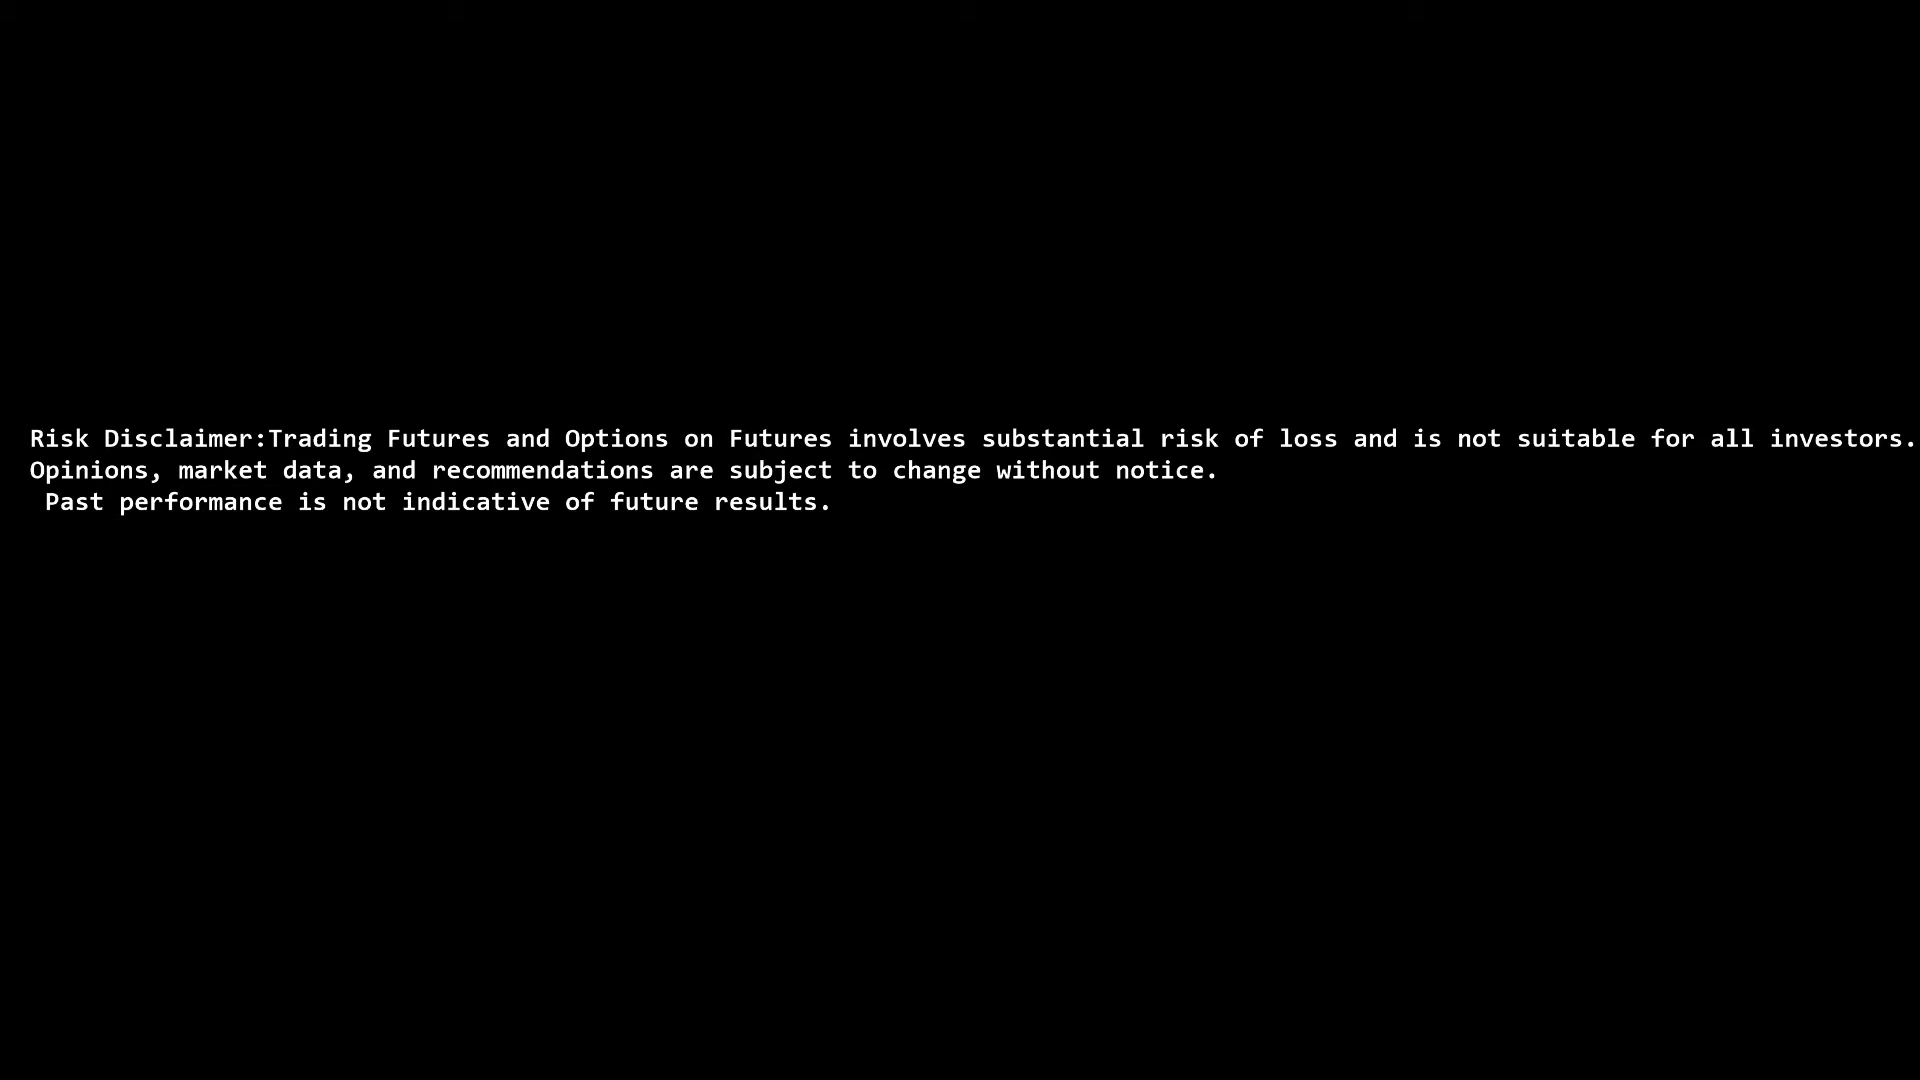 Risk Disclaimer:Trading Futures and Options on Futures involves substantial risk of loss and is not suitable for all investors.
Opinions, market data, and recommendations are subject to change without notice.
Past performance is not indicative of future results.